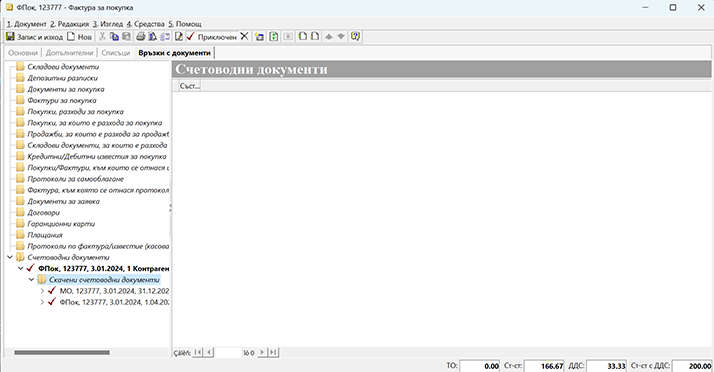 ФПок, 123777 - Фактура за покупка
1. Документ 2. Редакция 3. Изглед 4. Средства 5. Помощ
Запис и изход Нов Приключен
Основни Допълнителни Списъци Връзки с документи
Складови документи
Депозитни разписки
Документи за покупка
Фактури за покупка
Покупки, разходи за покупка
Покупки, за които е разхода за покупка
Продажби, за които е разхода за продажб
Складови документи, за които е разхода
Кредитни/Дебитни известия за покупка
Покупки/Фактури, към които се отнася
Протоколи за самооблагане
Фактура, към която се отнася протокол
Документи за заявка
Договори
Гаранционни карти
Плащания
Протоколи по фактура/известие (касова
Счетоводни документи
ФПок, 123777, 3.01.2024, 1 Контраген
Скачени счетоводни документи
МО, 123777, 3.01.2024, 31.12.202
ФПок, 123777, 3.01.2024, 1.04.202
Счетоводни документи
Съст...
Çàïèñ: îò 0
ТО: 0.00 Ст-ст: 166.67 ДДС: 33.33 Ст-ст с ДДС: 200.00